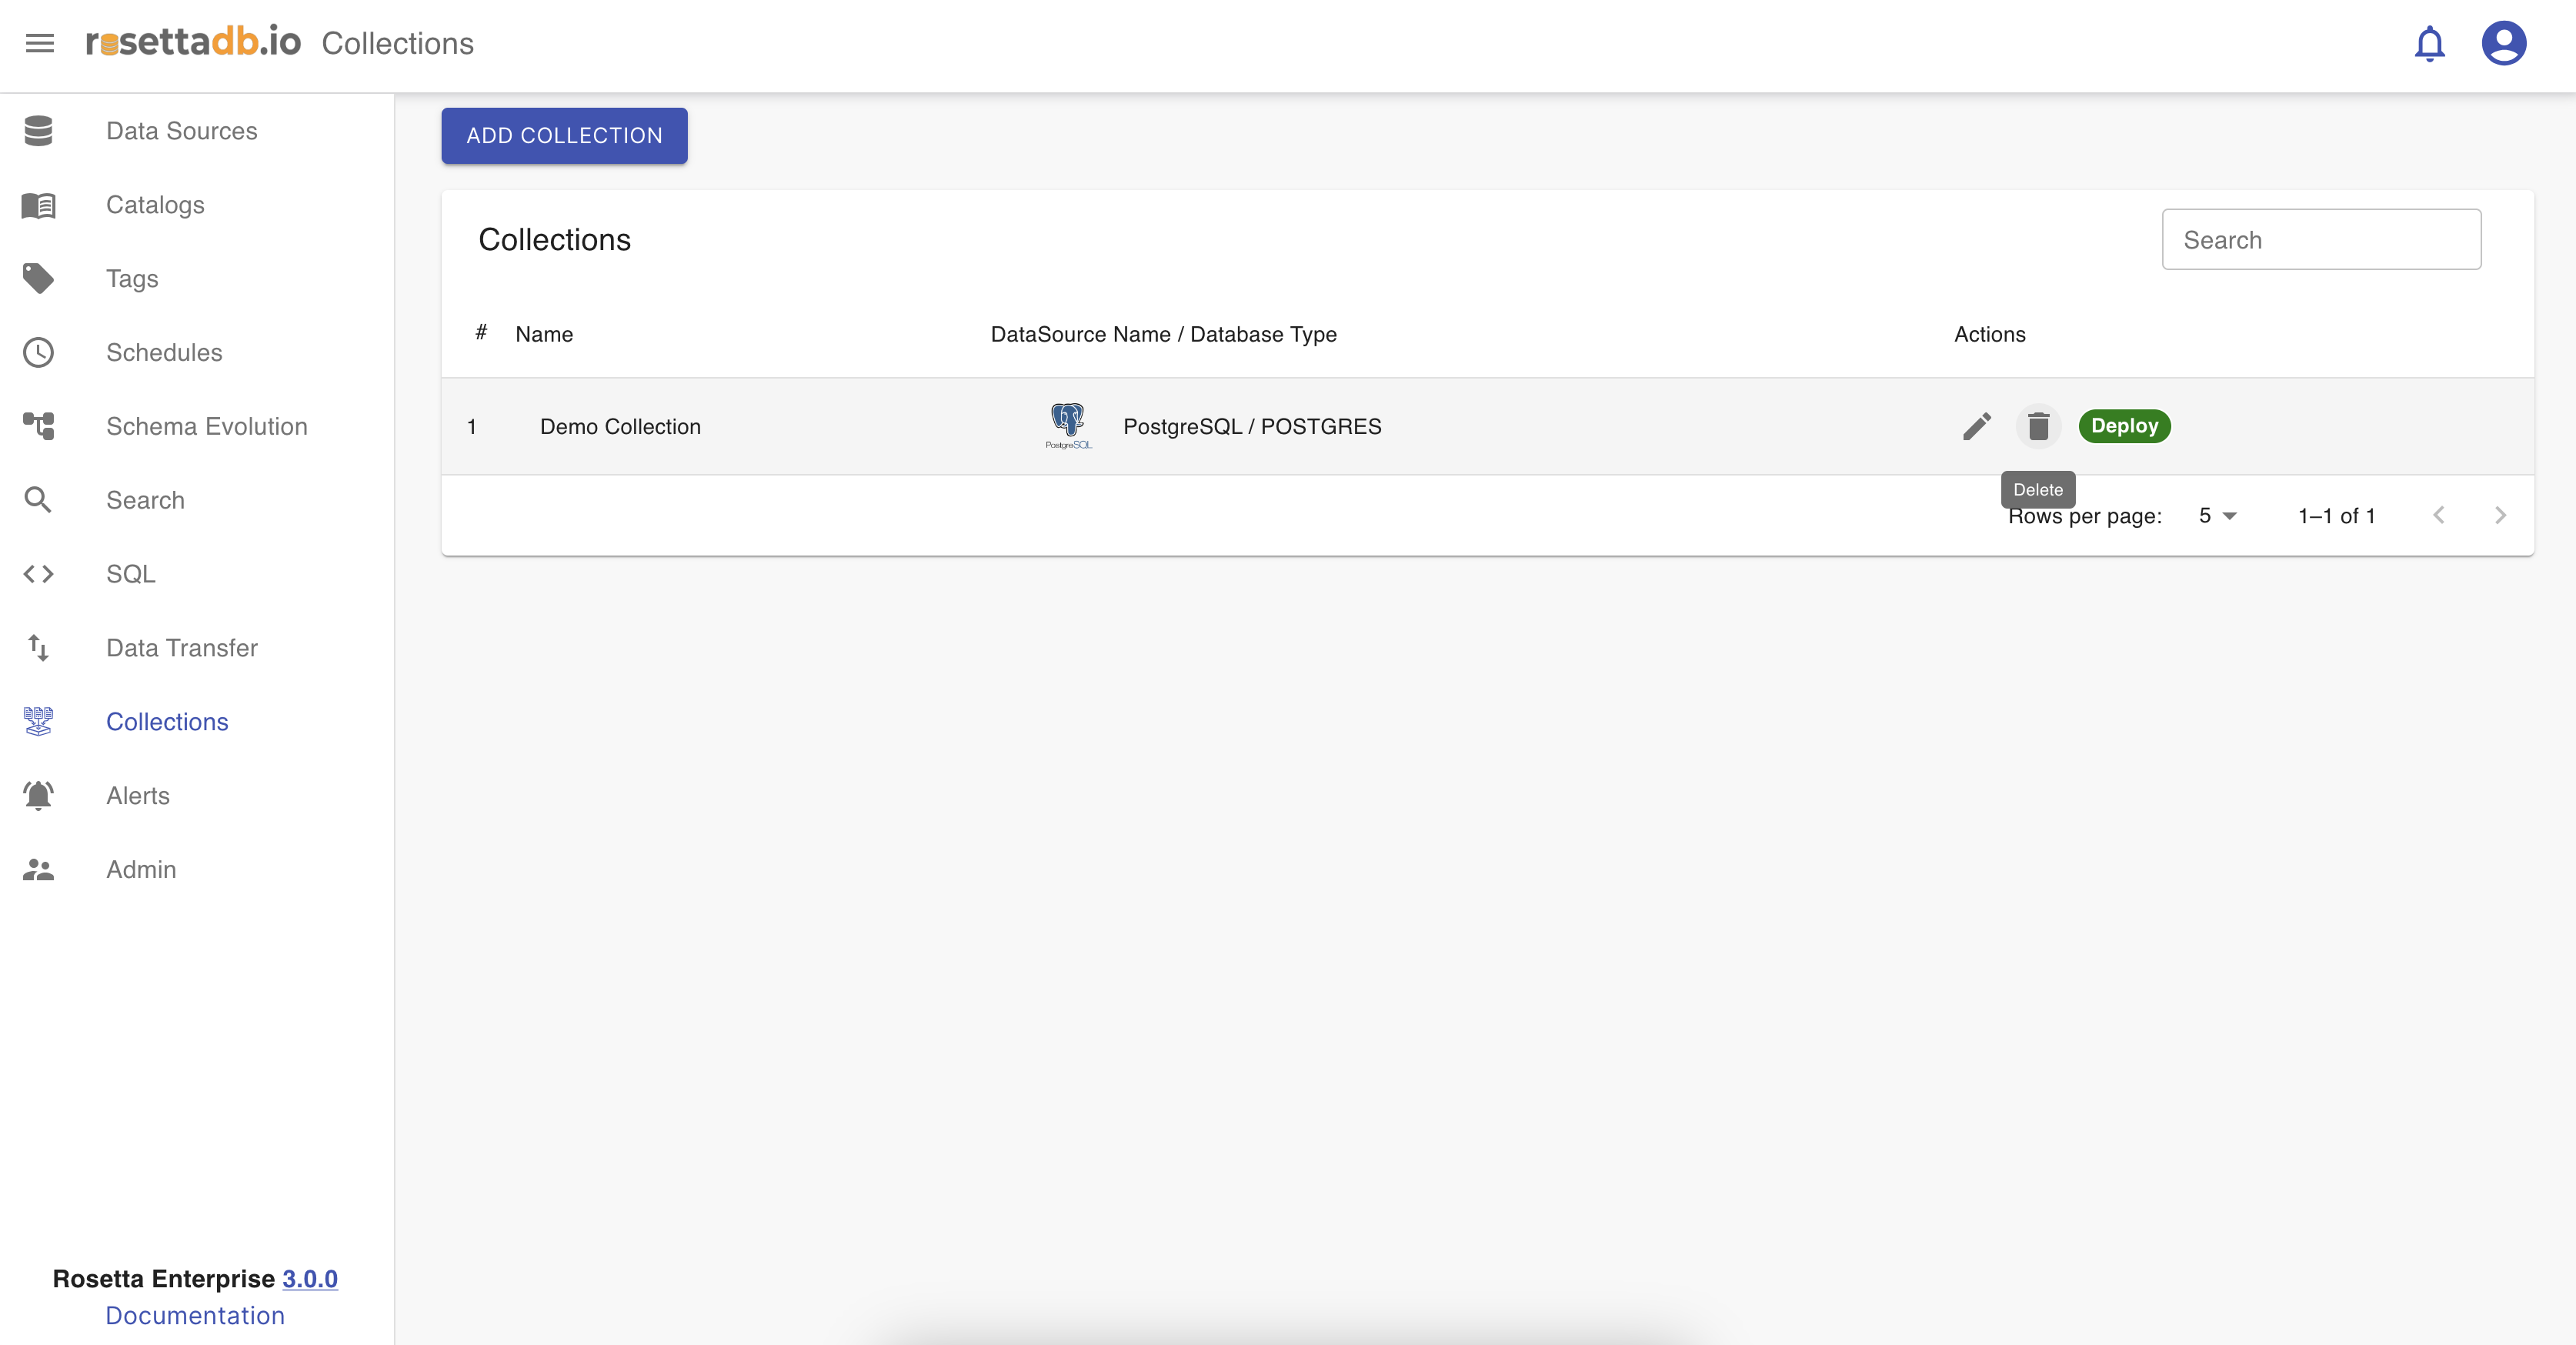 rosettadb.io Collections
Data Sources
Catalogs
Tags
Schedules
Schema Evolution
Search
SQL
Data Transfer
Collections
Alerts
Admin
Rosetta Enterprise 3.0.0
Documentation
ADD COLLECTION
Collections
Search
# Name DataSource Name / Database Type Actions
1 Demo Collection PostgreSQL PostgreSQL / POSTGRES Deploy
Delete
Rows per page: 5 1–1 of 1